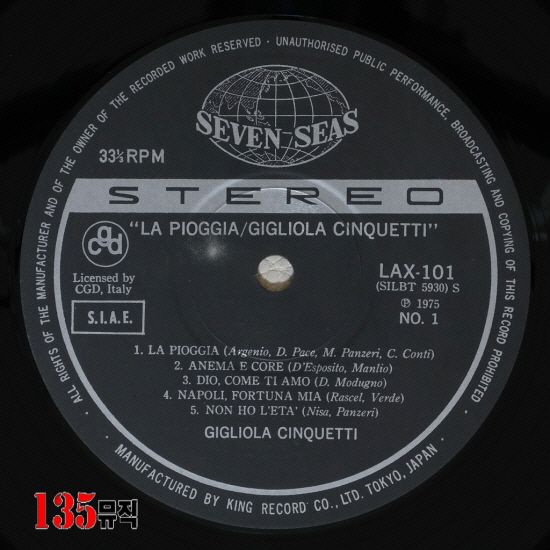 ALL RIGHTS OF THE MANUFACTURER AND OF THE OWNER OF THE RECORDED WORK RESERVED · UNAUTHORISED PUBLIC PERFORMANCE, BROADCASTING AND COPYING OF THIS RECORD PROHIBITED
SEVEN SEAS
33⅓ RPM
STEREO
"LA PIOGGIA/GIGLIOLA CINQUETTI"
cgd
Licensed by
CGD, Italy
S.I.A.E.
LAX-101
(SILBT 5930) S
℗ 1975
NO. 1
1. LA PIOGGIA (Argenio, D. Pace, M. Panzeri, C. Conti)
2. ANEMA E CORE (D'Esposito, Manlio)
3. DIO, COME TI AMO (D. Modugno)
4. NAPOLI, FORTUNA MIA (Rascel, Verde)
5. NON HO L'ETA' (Nisa, Panzeri)
GIGLIOLA CINQUETTI
· MANUFACTURED BY KING RECORD CO., LTD. TOKYO, JAPAN ·
135뮤직